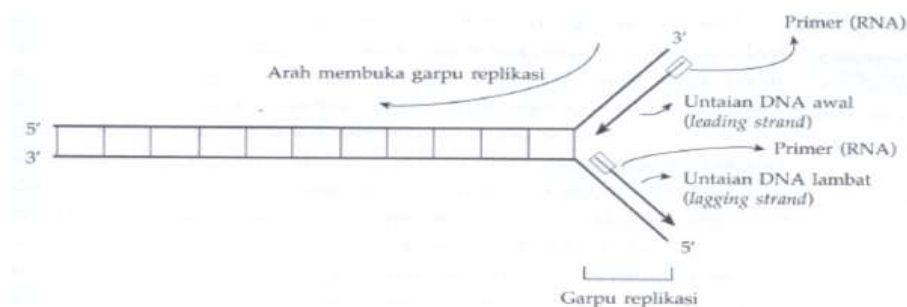 Primer (RNA)
3′
Arah membuka garpu replikasi
Untaian DNA awal
(leading strand)
5′
3′
Primer (RNA)
Untaian DNA lambat
(lagging strand)
5′
Garpu replikasi